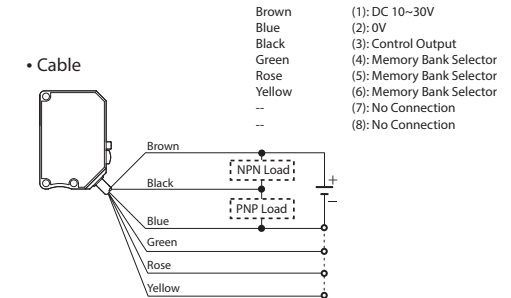 Brown (1): DC 10~30V
Blue (2): 0V
Black (3): Control Output
Green (4): Memory Bank Selector
Rose (5): Memory Bank Selector
Yellow (6): Memory Bank Selector
-- (7): No Connection
-- (8): No Connection
• Cable
Brown
NPN Load
+
Black
–
PNP Load
Blue
Green
Rose
Yellow